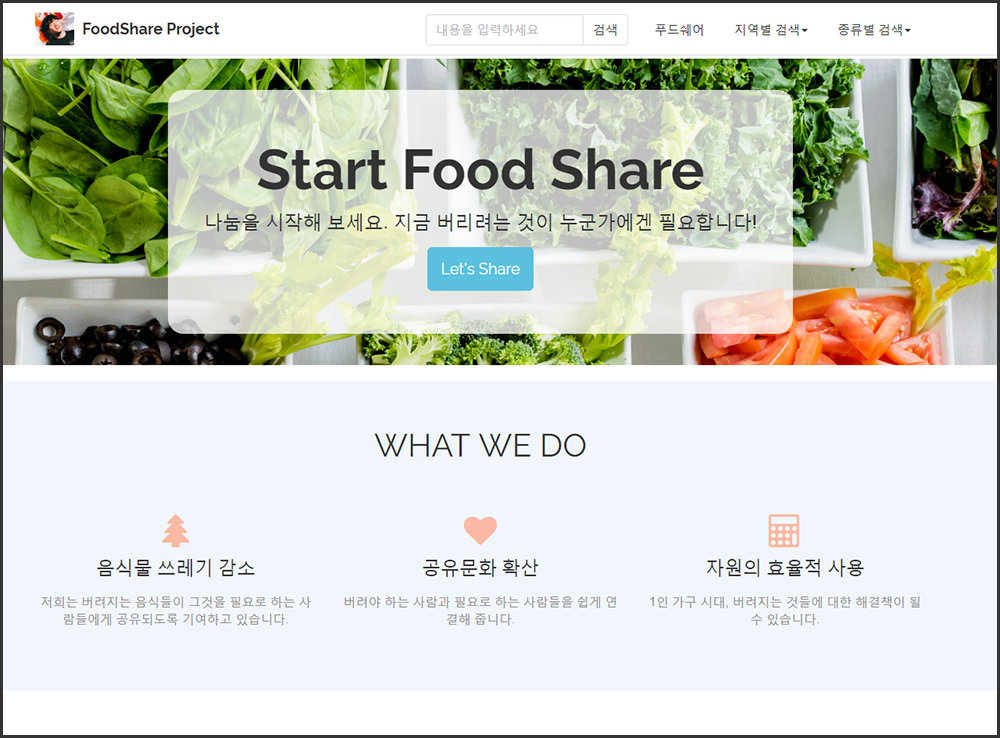 FoodShare Project
내용을 입력하세요 검색 푸드쉐어 지역별 검색 종류별 검색
Start Food Share
나눔을 시작해 보세요. 지금 버리려는 것이 누군가에겐 필요합니다!
Let's Share
WHAT WE DO
음식물 쓰레기 감소
저희는 버려지는 음식들이 그것을 필요로 하는 사
람들에게 공유되도록 기여하고 있습니다.
공유문화 확산
버려야 하는 사람과 필요로 하는 사람들을 쉽게 연
결해 줍니다.
자원의 효율적 사용
1인 가구 시대, 버려지는 것들에 대한 해결책이 될
수 있습니다.